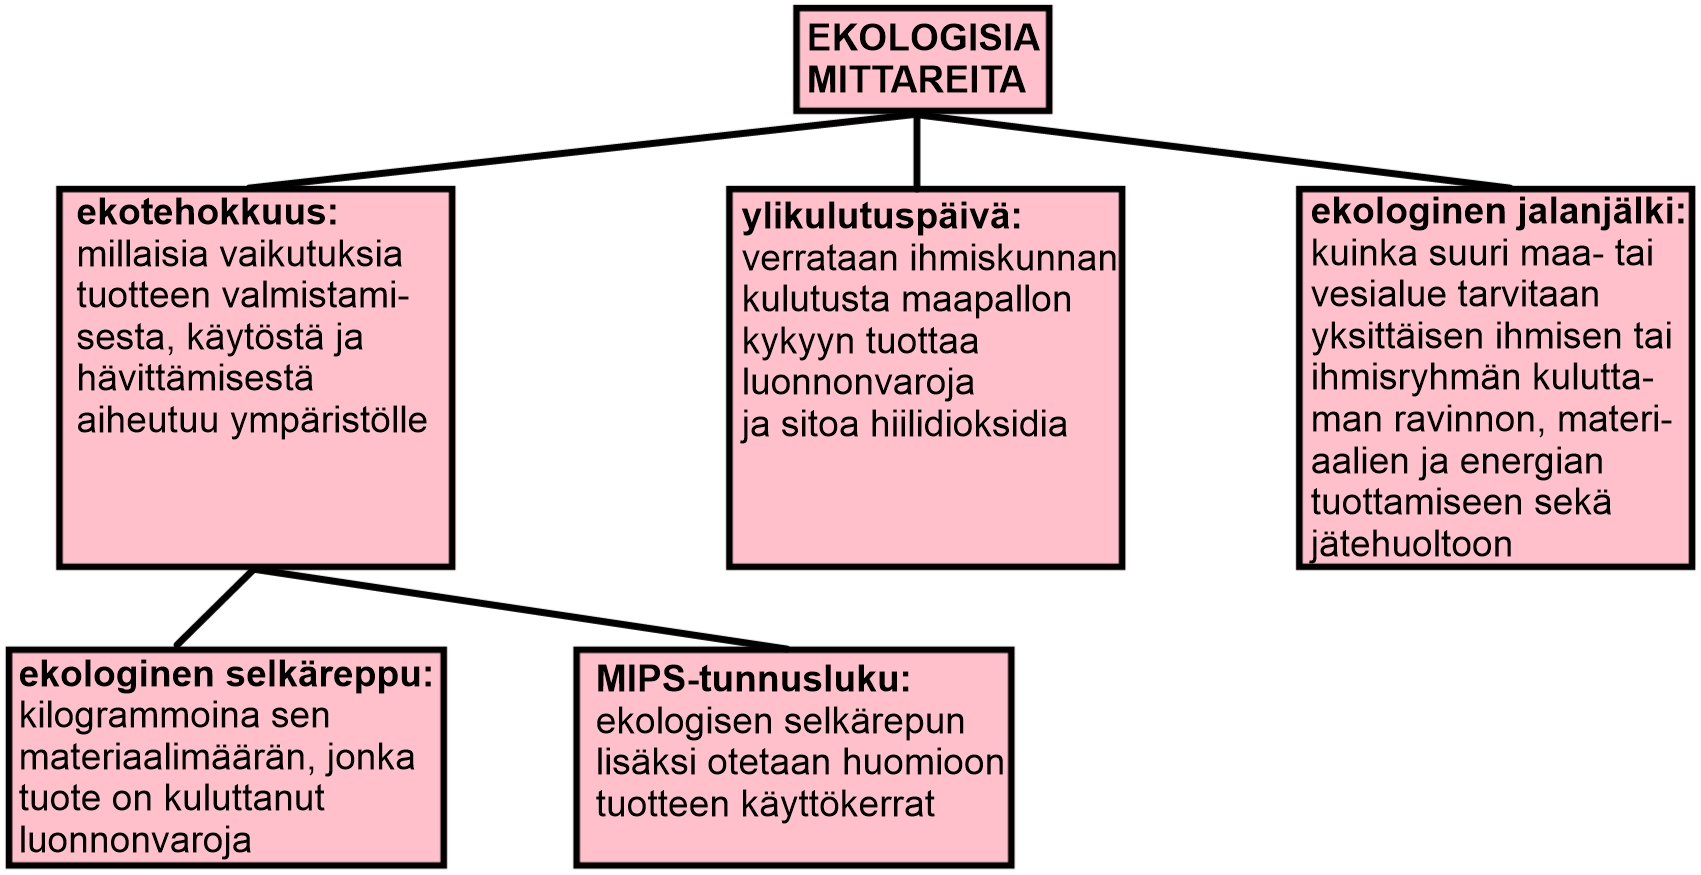 EKOLOGISIA
MITTAREITA
ekotehokkuus:
millaisia vaikutuksia
tuotteen valmistami-
sesta, käytöstä ja
hävittämisestä
aiheutuu ympäristölle
ylikulutuspäivä:
verrataan ihmiskunnan
kulutusta maapallon
kykyyn tuottaa
luonnonvaroja
ja sitoa hiilidioksidia
ekologinen jalanjälki:
kuinka suuri maa- tai
vesialue tarvitaan
yksittäisen ihmisen tai
ihmisryhmän kulutta-
man ravinnon, materi-
aalien ja energian
tuottamiseen sekä
jätehuoltoon
ekologinen selkäreppu:
kilogrammoina sen
materiaalimäärän, jonka
tuote on kuluttanut
luonnonvaroja
MIPS-tunnusluku:
ekologisen selkärepun
lisäksi otetaan huomioon
tuotteen käyttökerrat